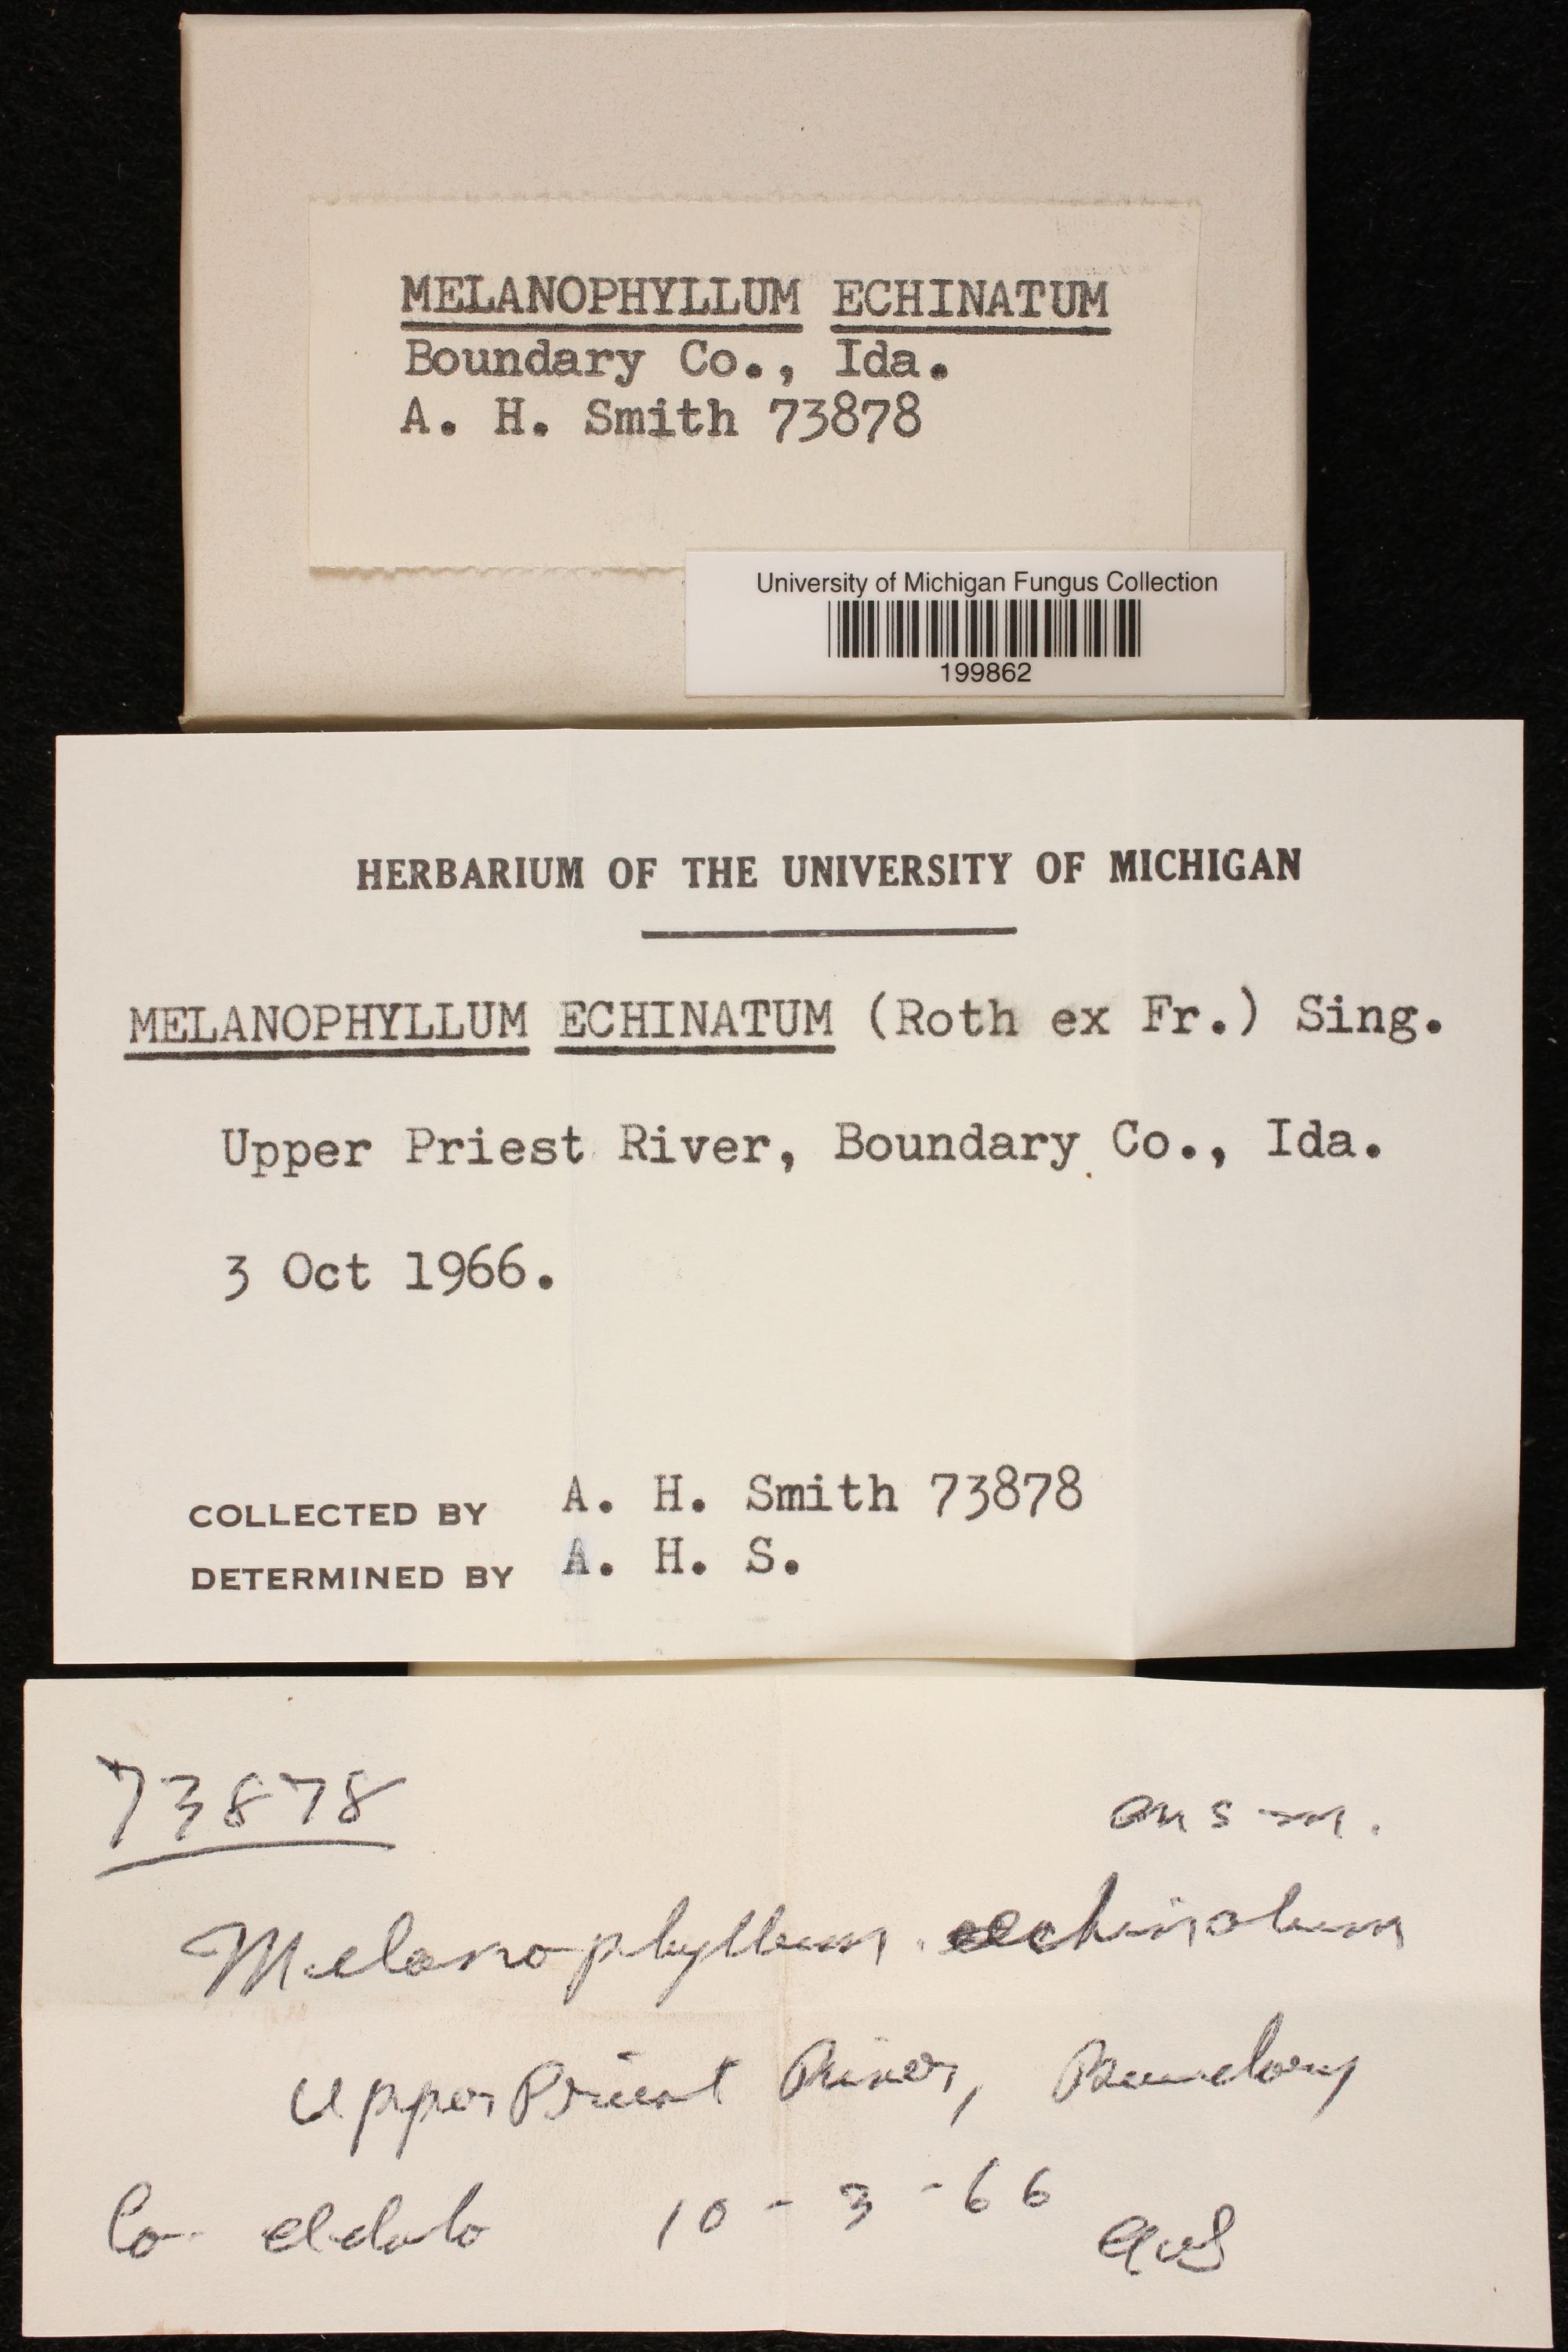 MELANOPHYLLUM ECHINATUM
Boundary Co., Ida.
A. H. Smith 73878
University of Michigan Fungus Collection
199862
HERBARIUM OF THE UNIVERSITY OF MICHIGAN
MELANOPHYLLUM ECHINATUM (Roth ex Fr.) Sing.
Upper Priest River, Boundary Co., Ida.
3 Oct 1966.
COLLECTED BY A. H. Smith 73878
DETERMINED BY A. H. S.
73878
Melanophyllum echinatum
Upper Priest River, Boundary
Co. Idaho 10-3-66 AHS